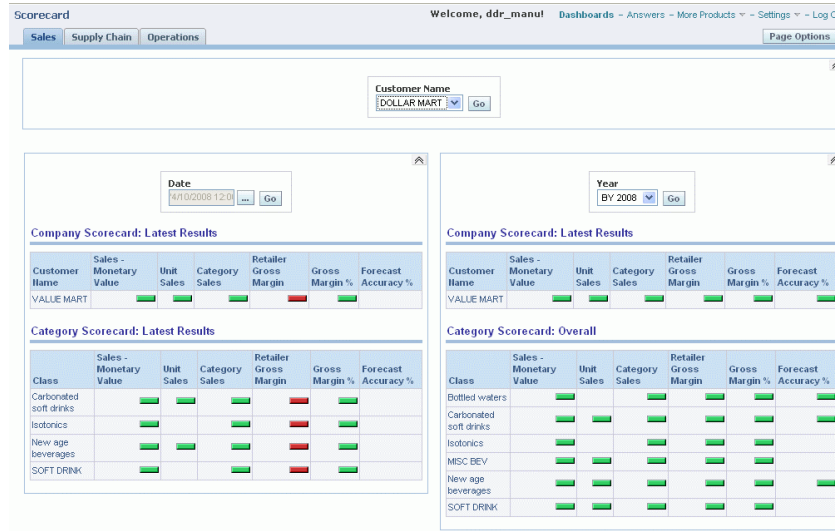 Scorecard
Welcome, ddr_manu! Dashboards - Answers - More Products - Settings - Log
Sales Supply Chain Operations
Page Options
Customer Name
DOLLAR MART Go
Date
4/10/2008 12:0 ... Go
Company Scorecard: Latest Results
Customer Name Sales - Monetary Value Unit Sales Category Sales Retailer Gross Margin Gross Margin % Forecast Accuracy %
VALUE MART
Category Scorecard: Latest Results
Class Sales - Monetary Value Unit Sales Category Sales Retailer Gross Margin Gross Margin % Forecast Accuracy %
Carbonated soft drinks
Isotonics
New age beverages
SOFT DRINK
Year
BY 2008 Go
Company Scorecard: Latest Results
Customer Name Sales - Monetary Value Unit Sales Category Sales Retailer Gross Margin Gross Margin % Forecast Accuracy %
VALUE MART
Category Scorecard: Overall
Class Sales - Monetary Value Unit Sales Category Sales Retailer Gross Margin Gross Margin % Forecast Accuracy %
Bottled waters
Carbonated soft drinks
Isotonics
MISC BEV
New age beverages
SOFT DRINK